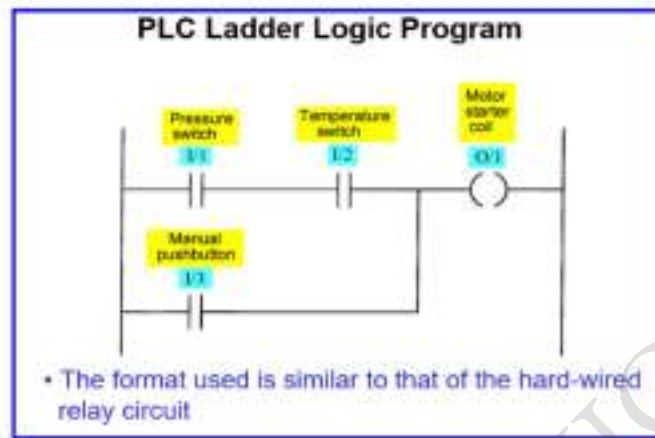 PLC Ladder Logic Program
Motor
starter
coil
Pressure
switch
Temperature
switch
I/1
I/2
O/1
Manual
pushbutton
I/3
• The format used is similar to that of the hard-wired
relay circuit